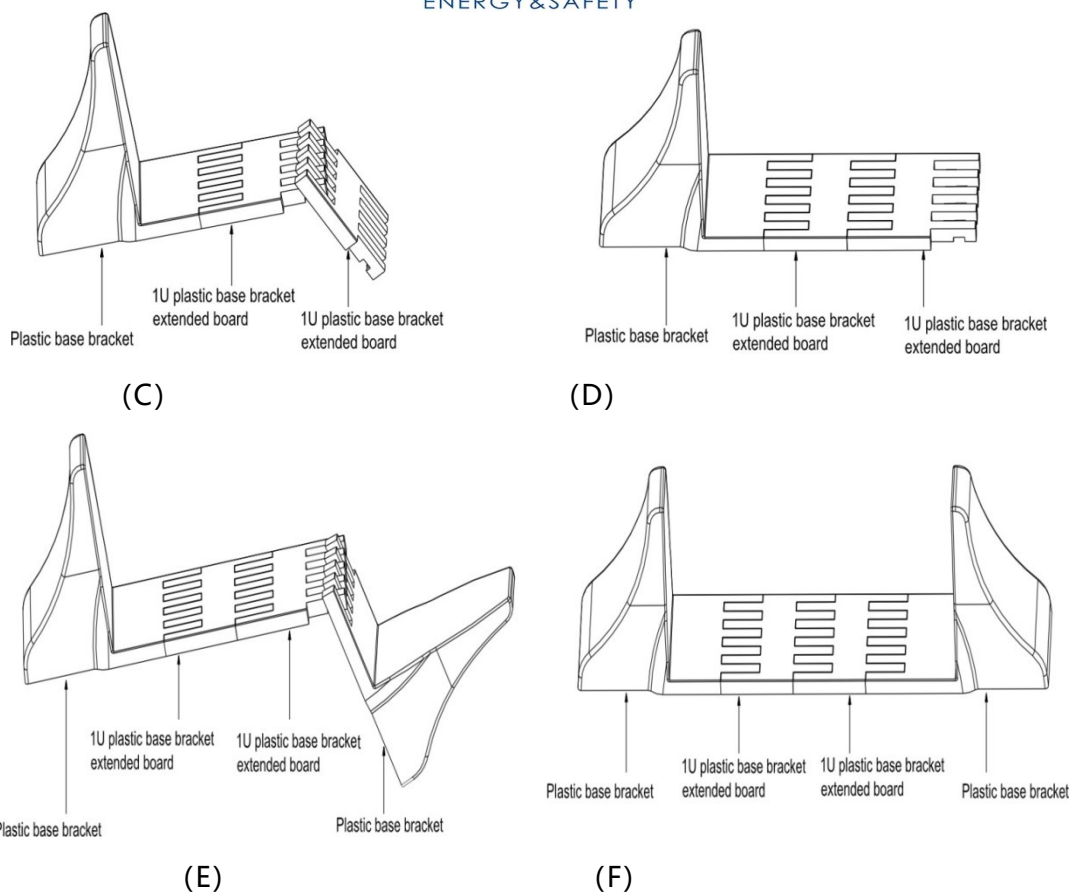 ENERGY&SAFETY
1U plastic base bracket
extended board
Plastic base bracket
1U plastic base bracket
extended board
1U plastic base bracket
extended board
Plastic base bracket
1U plastic base bracket
extended board
(C)
(D)
1U plastic base bracket
extended board
1U plastic base bracket
extended board
Plastic base bracket
Plastic base bracket
1U plastic base bracket
extended board
1U plastic base bracket
extended board
Plastic base bracket
Plastic base bracket
(E)
(F)